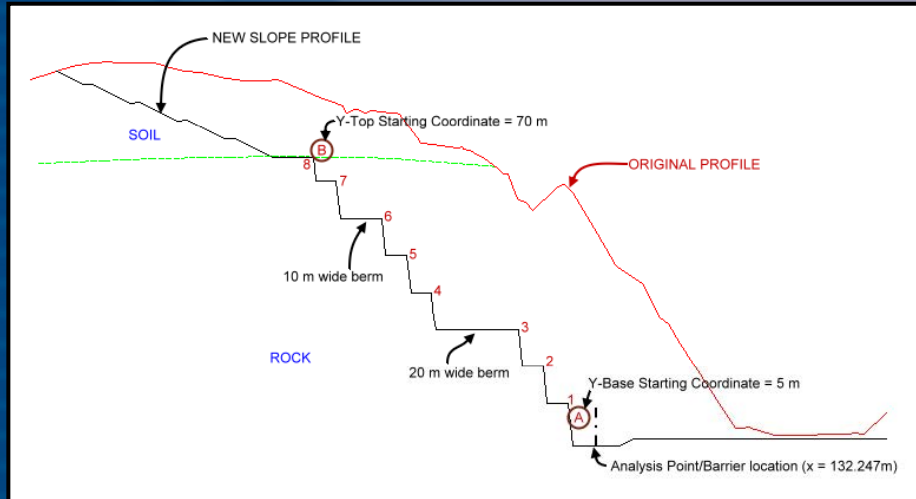 NEW SLOPE PROFILE
Y-Top Starting Coordinate = 70 m
SOIL
B
8
ORIGINAL PROFILE
7
6
10 m wide berm
5
4
3
ROCK
20 m wide berm
2
Y-Base Starting Coordinate = 5 m
1
A
Analysis Point/Barrier location (x = 132.247m)